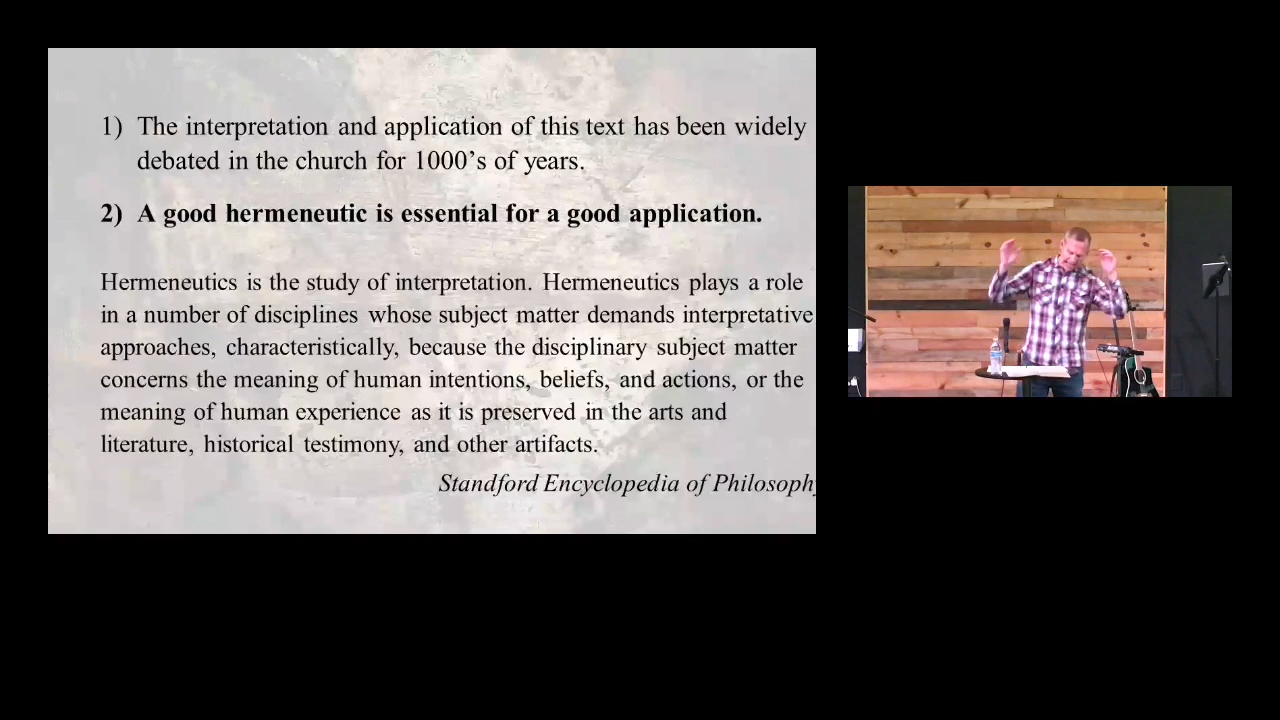 1) The interpretation and application of this text has been widely
debated in the church for 1000’s of years.
2) A good hermeneutic is essential for a good application.
Hermeneutics is the study of interpretation. Hermeneutics plays a role
in a number of disciplines whose subject matter demands interpretative
approaches, characteristically, because the disciplinary subject matter
concerns the meaning of human intentions, beliefs, and actions, or the
meaning of human experience as it is preserved in the arts and
literature, historical testimony, and other artifacts.
Standford Encyclopedia of Philosophy